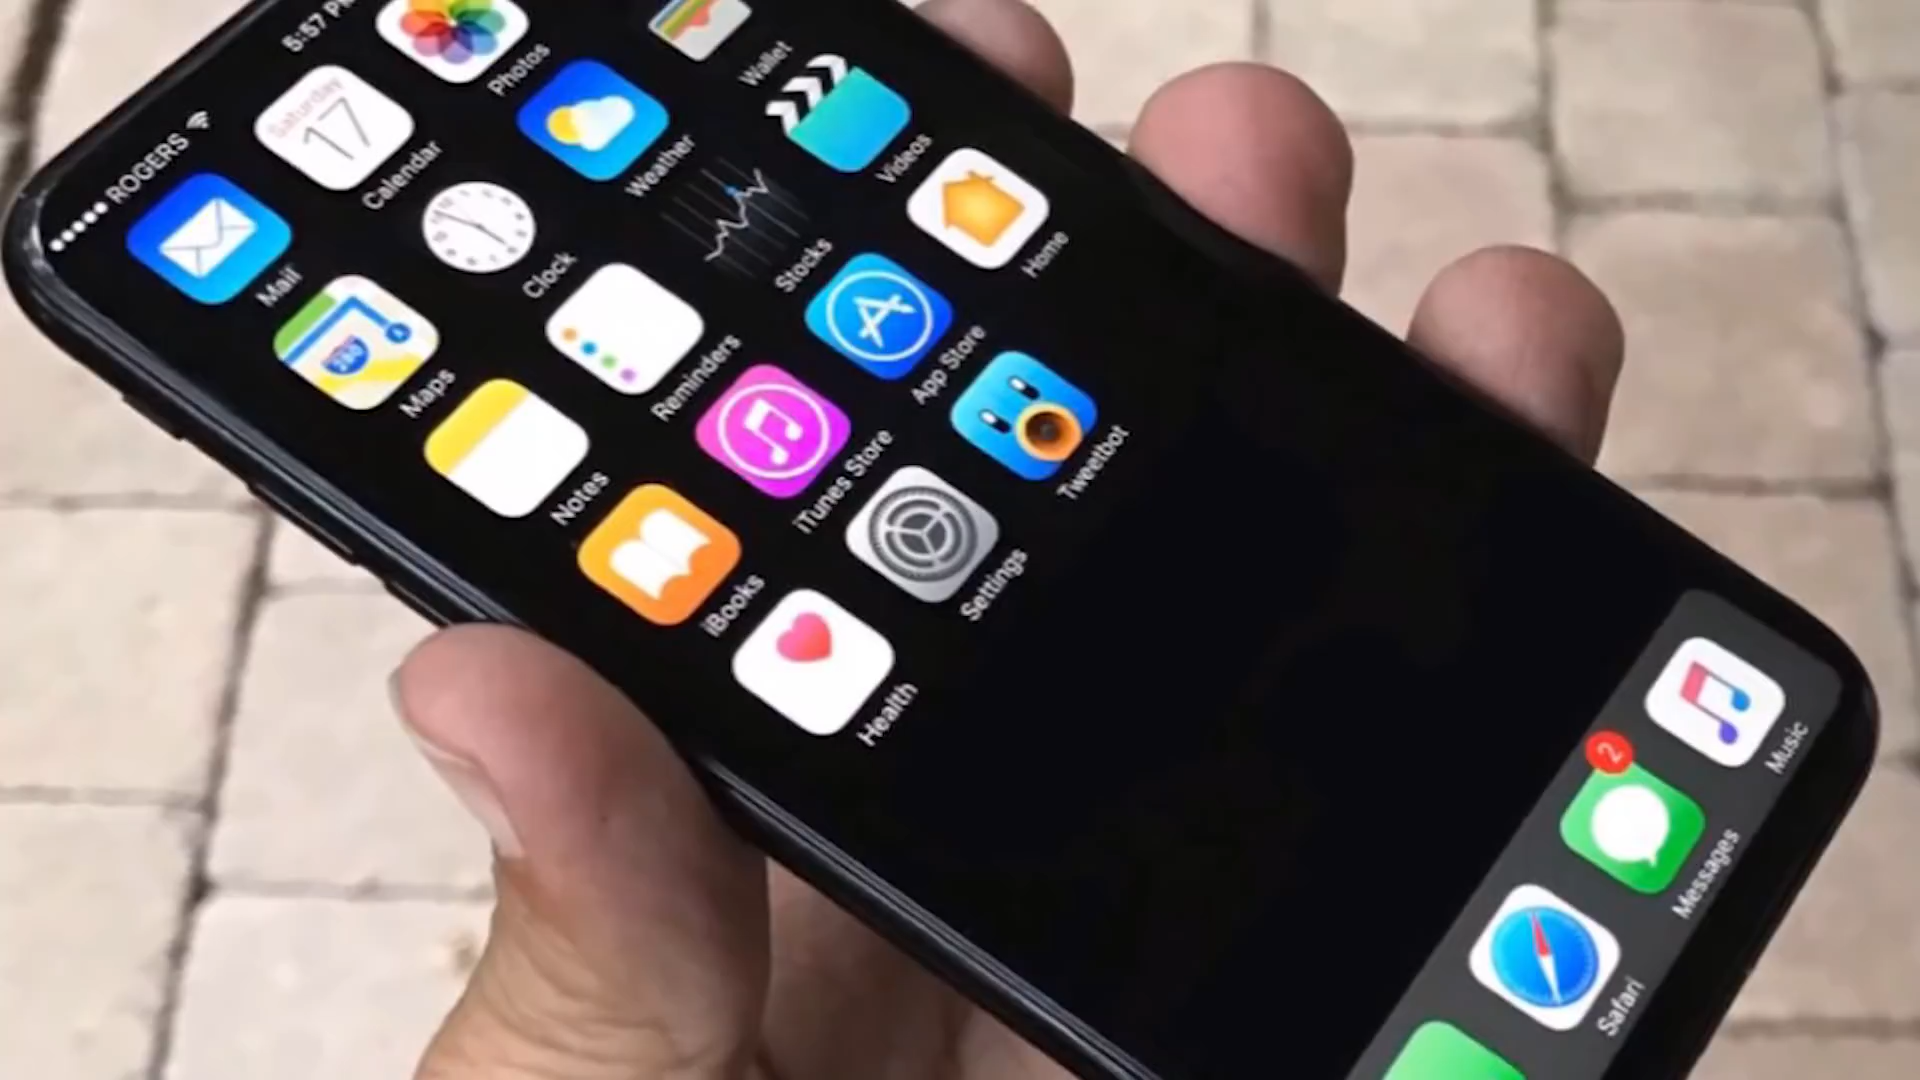 ROGERS
5:57 P
Mail
Saturday
17
Calendar
Photos
Wallet
Maps
280
Clock
Weather
Videos
Notes
Reminders
Stocks
Home
iBooks
iTunes Store
App Store
Health
Settings
Tweetbot
2
Safari
Messages
Music